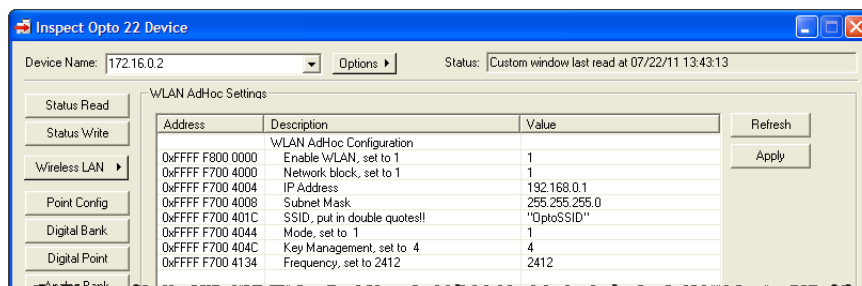 Inspect Opto 22 Device
Device Name: 172.16.0.2 Options Status: Custom window last read at 07/22/11 13:43:13
Status Read
Status Write
Wireless LAN
Point Config
Digital Bank
Digital Point
WLAN AdHoc Settings
Address Description Value
WLAN AdHoc Configuration
0xFFFF F800 0000 Enable WLAN, set to 1 1
0xFFFF F700 4000 Network block, set to 1 1
0xFFFF F700 4004 IP Address 192.168.0.1
0xFFFF F700 4008 Subnet Mask 255.255.255.0
0xFFFF F700 401C SSID, put in double quotes!! "OptoSSID"
0xFFFF F700 4044 Mode, set to 1 1
0xFFFF F700 404C Key Management, set to 4 4
0xFFFF F700 4134 Frequency, set to 2412 2412
Refresh
Apply